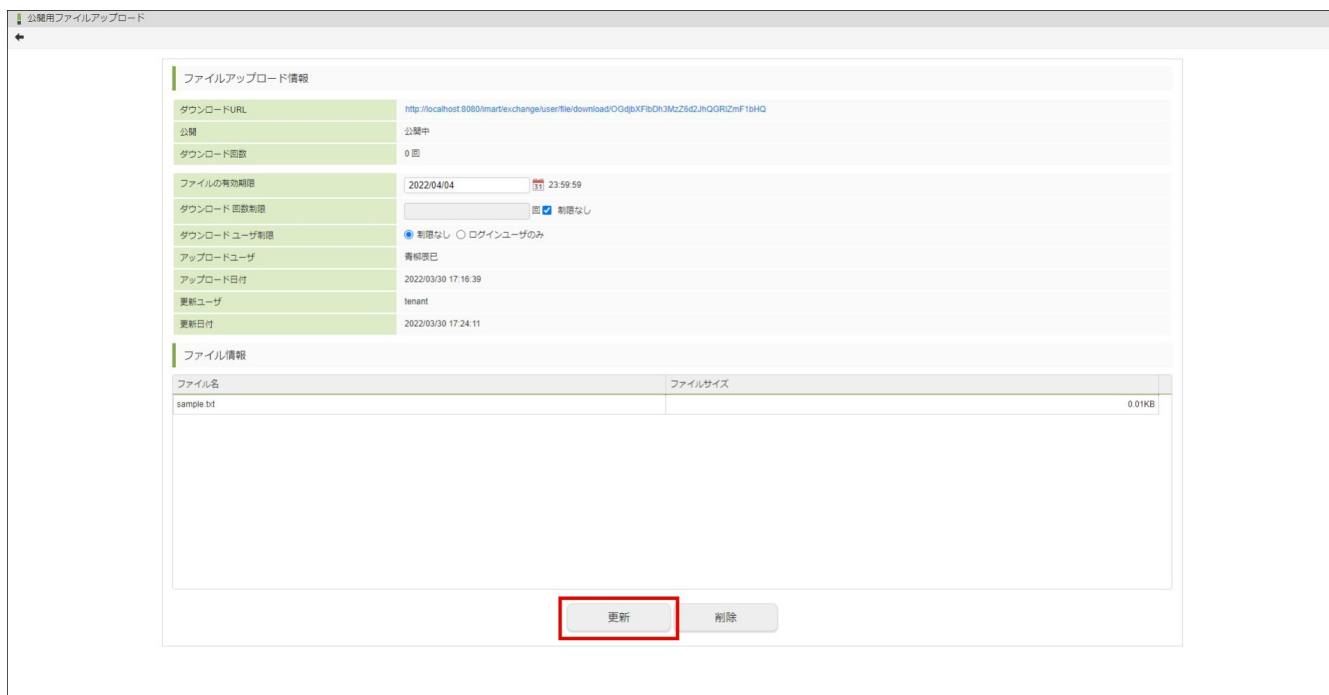 公開用ファイルアップロード
ファイルアップロード情報
ダウンロードURL http://localhost:8080/imart/exchange/user/file/download/OGdjbXFlbDh3MzZ6d2JhQGRlZmF1bHQ
公開 公開中
ダウンロード回数 0 回
ファイルの有効期限 2022/04/04 31 23:59:59
ダウンロード 回数制限 回 制限なし
ダウンロード ユーザ制限 制限なし ログインユーザのみ
アップロードユーザ 青柳辰巳
アップロード日付 2022/03/30 17:16:39
更新ユーザ tenant
更新日付 2022/03/30 17:24:11
ファイル情報
ファイル名 ファイルサイズ
sample.txt 0.01KB
更新 削除